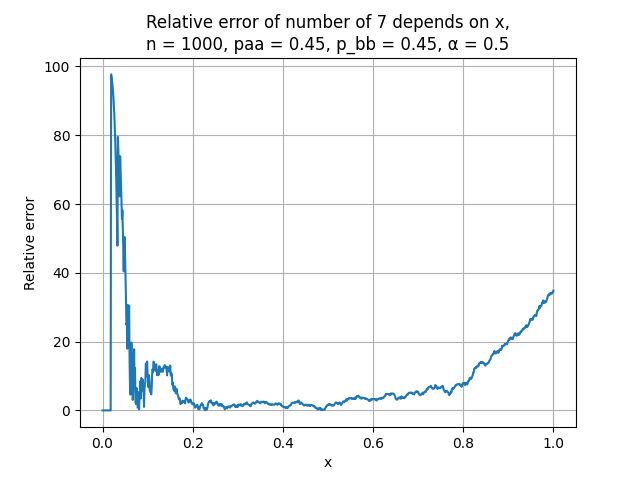 Relative error of number of 7 depends on x,
n = 1000, paa = 0.45, p_bb = 0.45, α = 0.5
100
80
60
40
20
0
Relative error
0.0 0.2 0.4 0.6 0.8 1.0
x